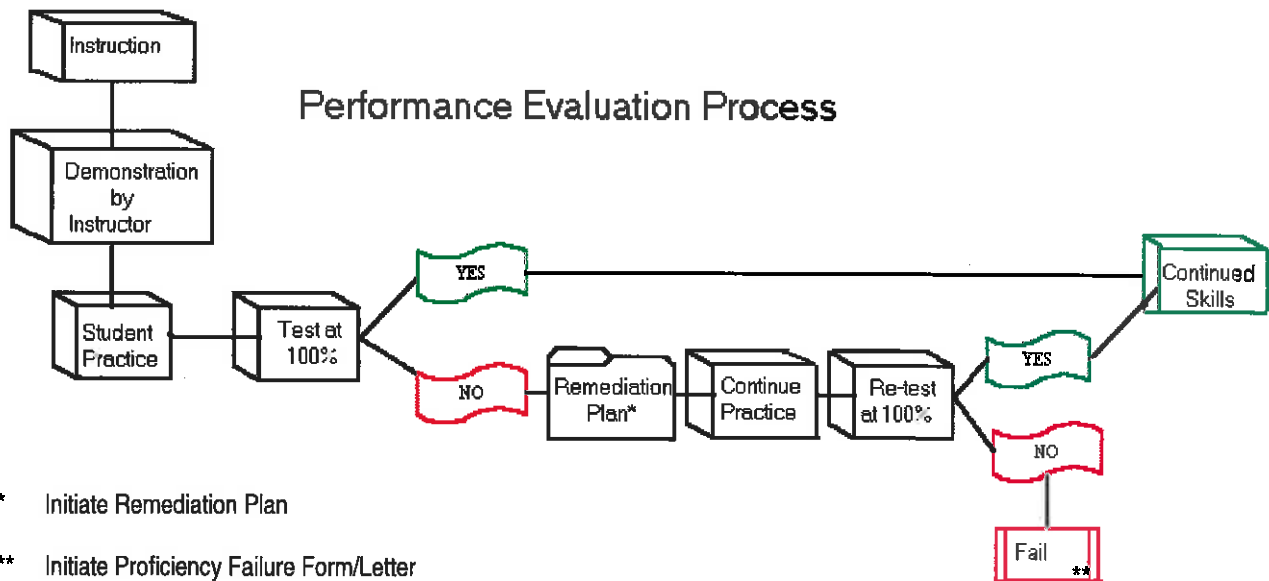 Instruction
Performance Evaluation Process
Demonstration
by
Instructor
Student
Practice
Test at
100%
YES
NO
Remediation
Plan*
Continue
Practice
Re-test
at 100%
YES
NO
Continued
Skills
Fail
**
* Initiate Remediation Plan
** Initiate Proficiency Failure Form/Letter